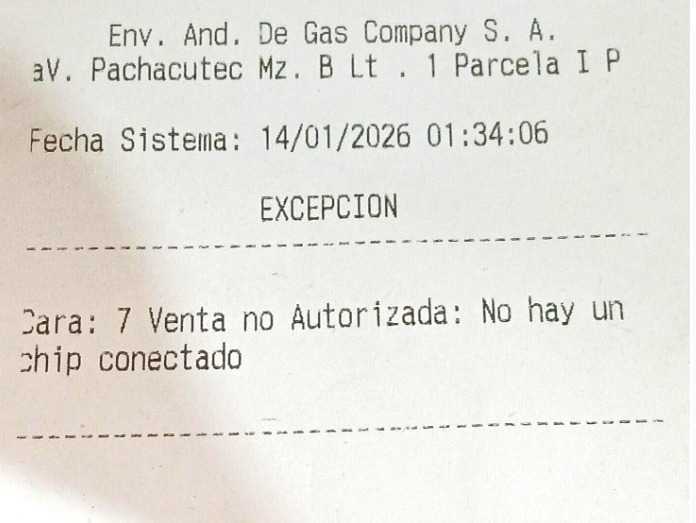 Env. And. De Gas Company S. A.
aV. Pachacutec Mz. B Lt . 1 Parcela I P
Fecha Sistema: 14/01/2026 01:34:06
EXCEPCION
Cara: 7 Venta no Autorizada: No hay un
chip conectado